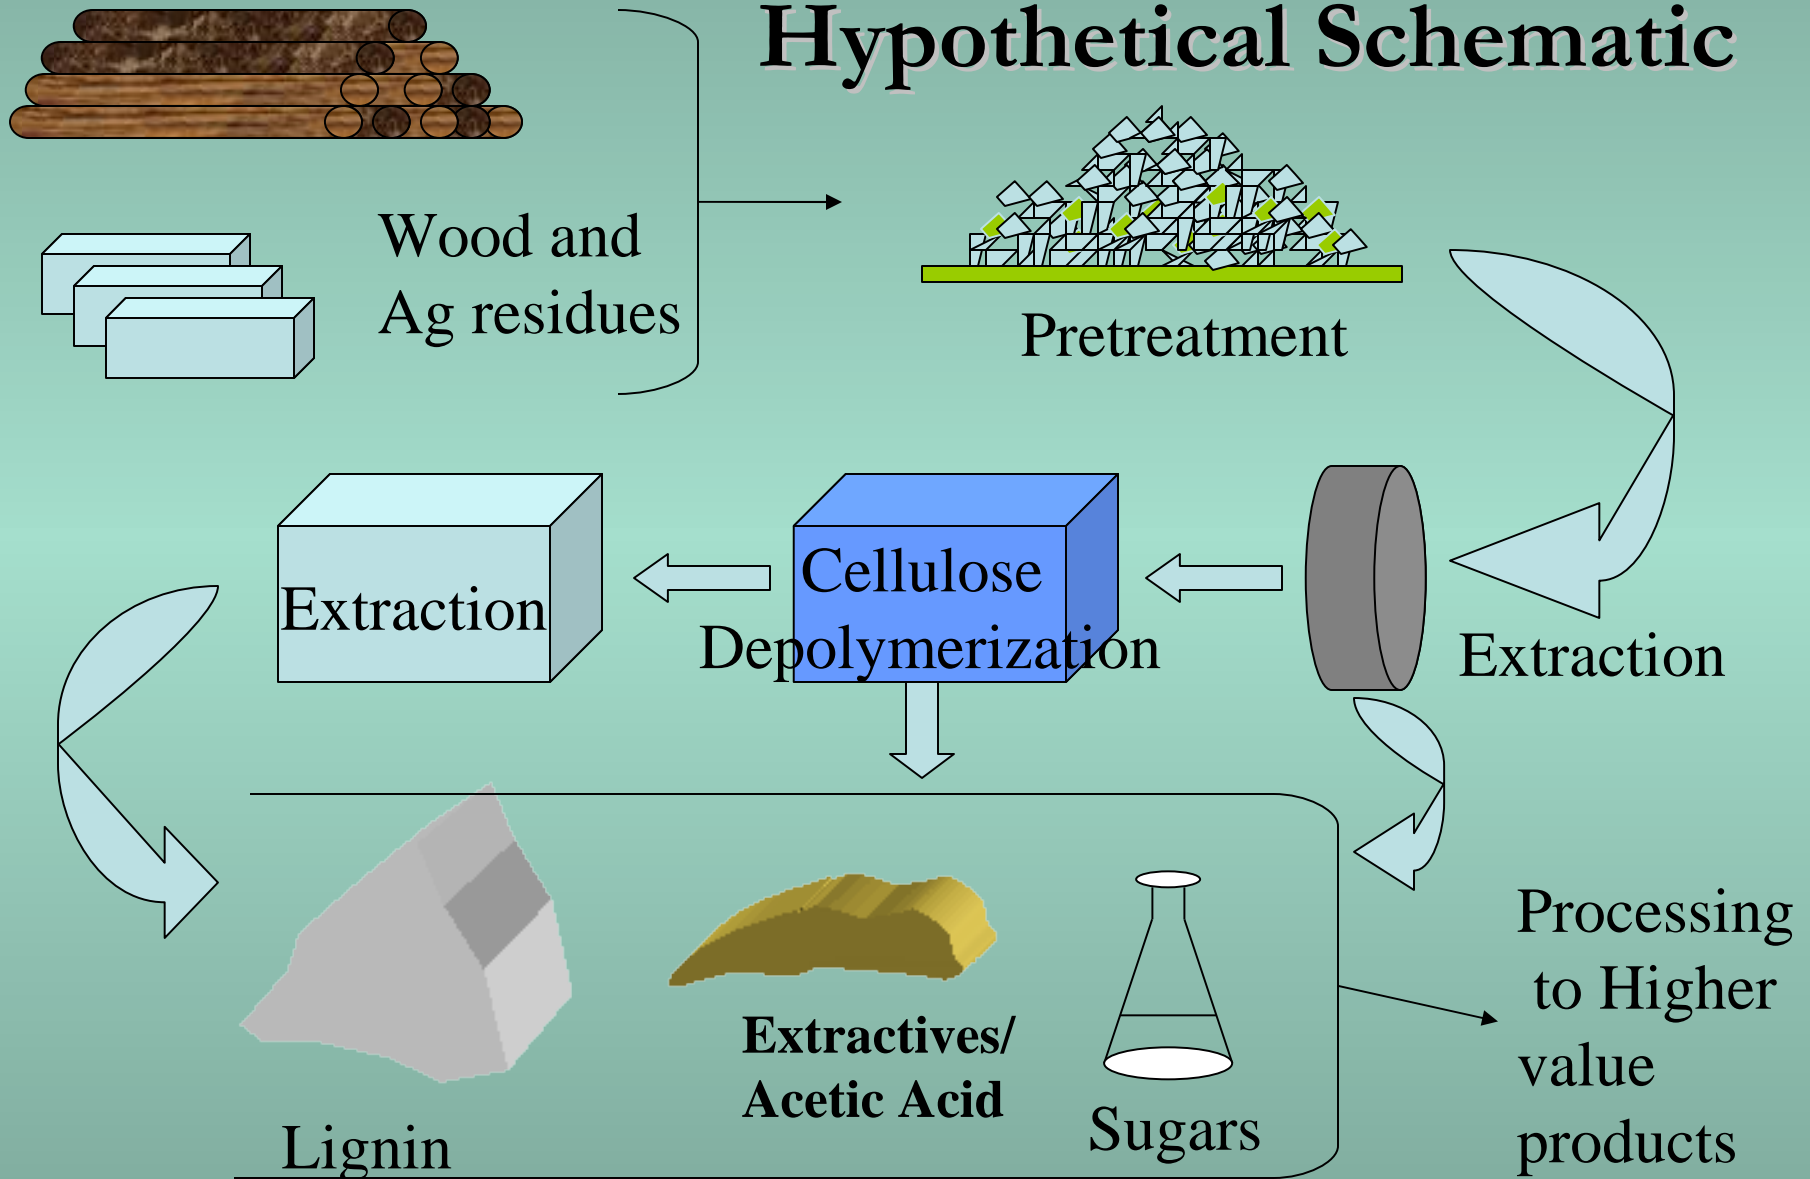 Hypothetical Schematic
Wood and
Ag residues
Pretreatment
Extraction
Cellulose
Depolymerization
Extraction
Processing
to Higher
value
products
Extractives/
Acetic Acid
Sugars
Lignin